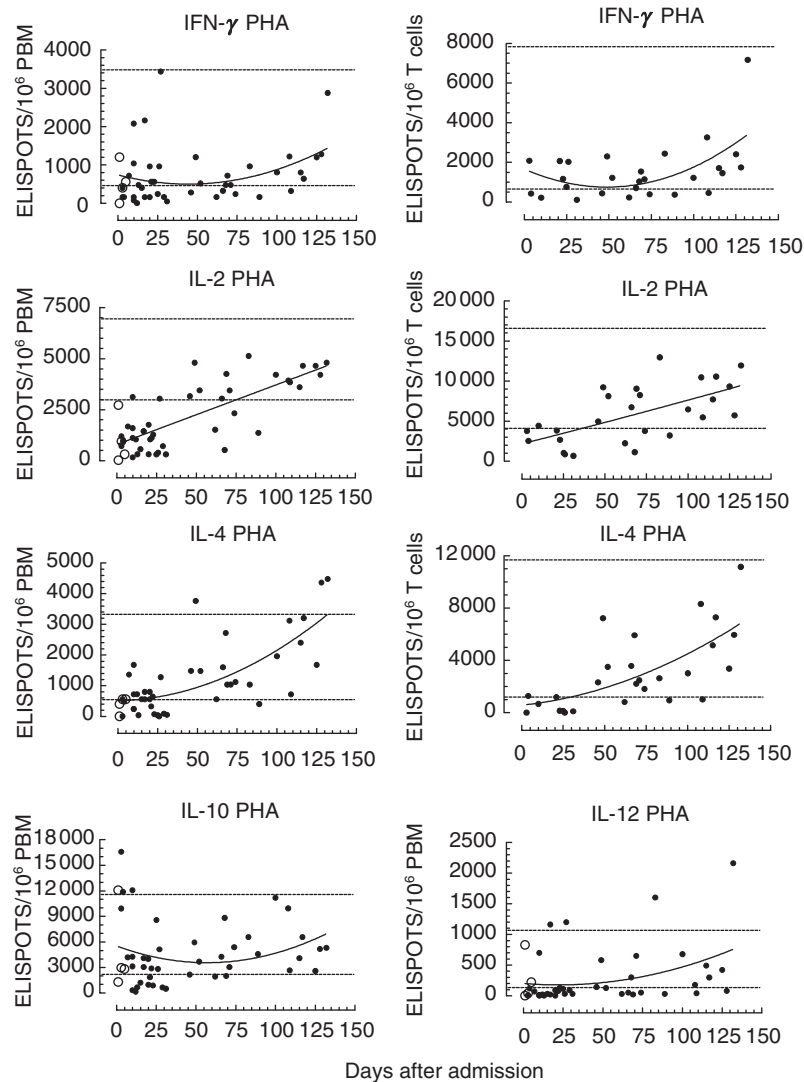 IFN-γ PHA
ELISPOTS/10⁶ PBM
4000
3000
2000
1000
0
0 25 50 75 100 125 150
IFN-γ PHA
ELISPOTS/10⁶ T cells
8000
6000
4000
2000
0
0 25 50 75 100 125 150
IL-2 PHA
ELISPOTS/10⁶ PBM
7500
5000
2500
0
0 25 50 75 100 125 150
IL-2 PHA
ELISPOTS/10⁶ T cells
20 000
15 000
10 000
5000
0
0 25 50 75 100 125 150
IL-4 PHA
ELISPOTS/10⁶ PBM
5000
4000
3000
2000
1000
0
0 25 50 75 100 125 150
IL-4 PHA
ELISPOTS/10⁶ T cells
12 000
8000
4000
0
0 25 50 75 100 125 150
IL-10 PHA
ELISPOTS/10⁶ PBM
18 000
15 000
12 000
9000
6000
3000
0
0 25 50 75 100 125 150
IL-12 PHA
ELISPOTS/10⁶ PBM
2500
2000
1500
1000
500
0
0 25 50 75 100 125 150
Days after admission